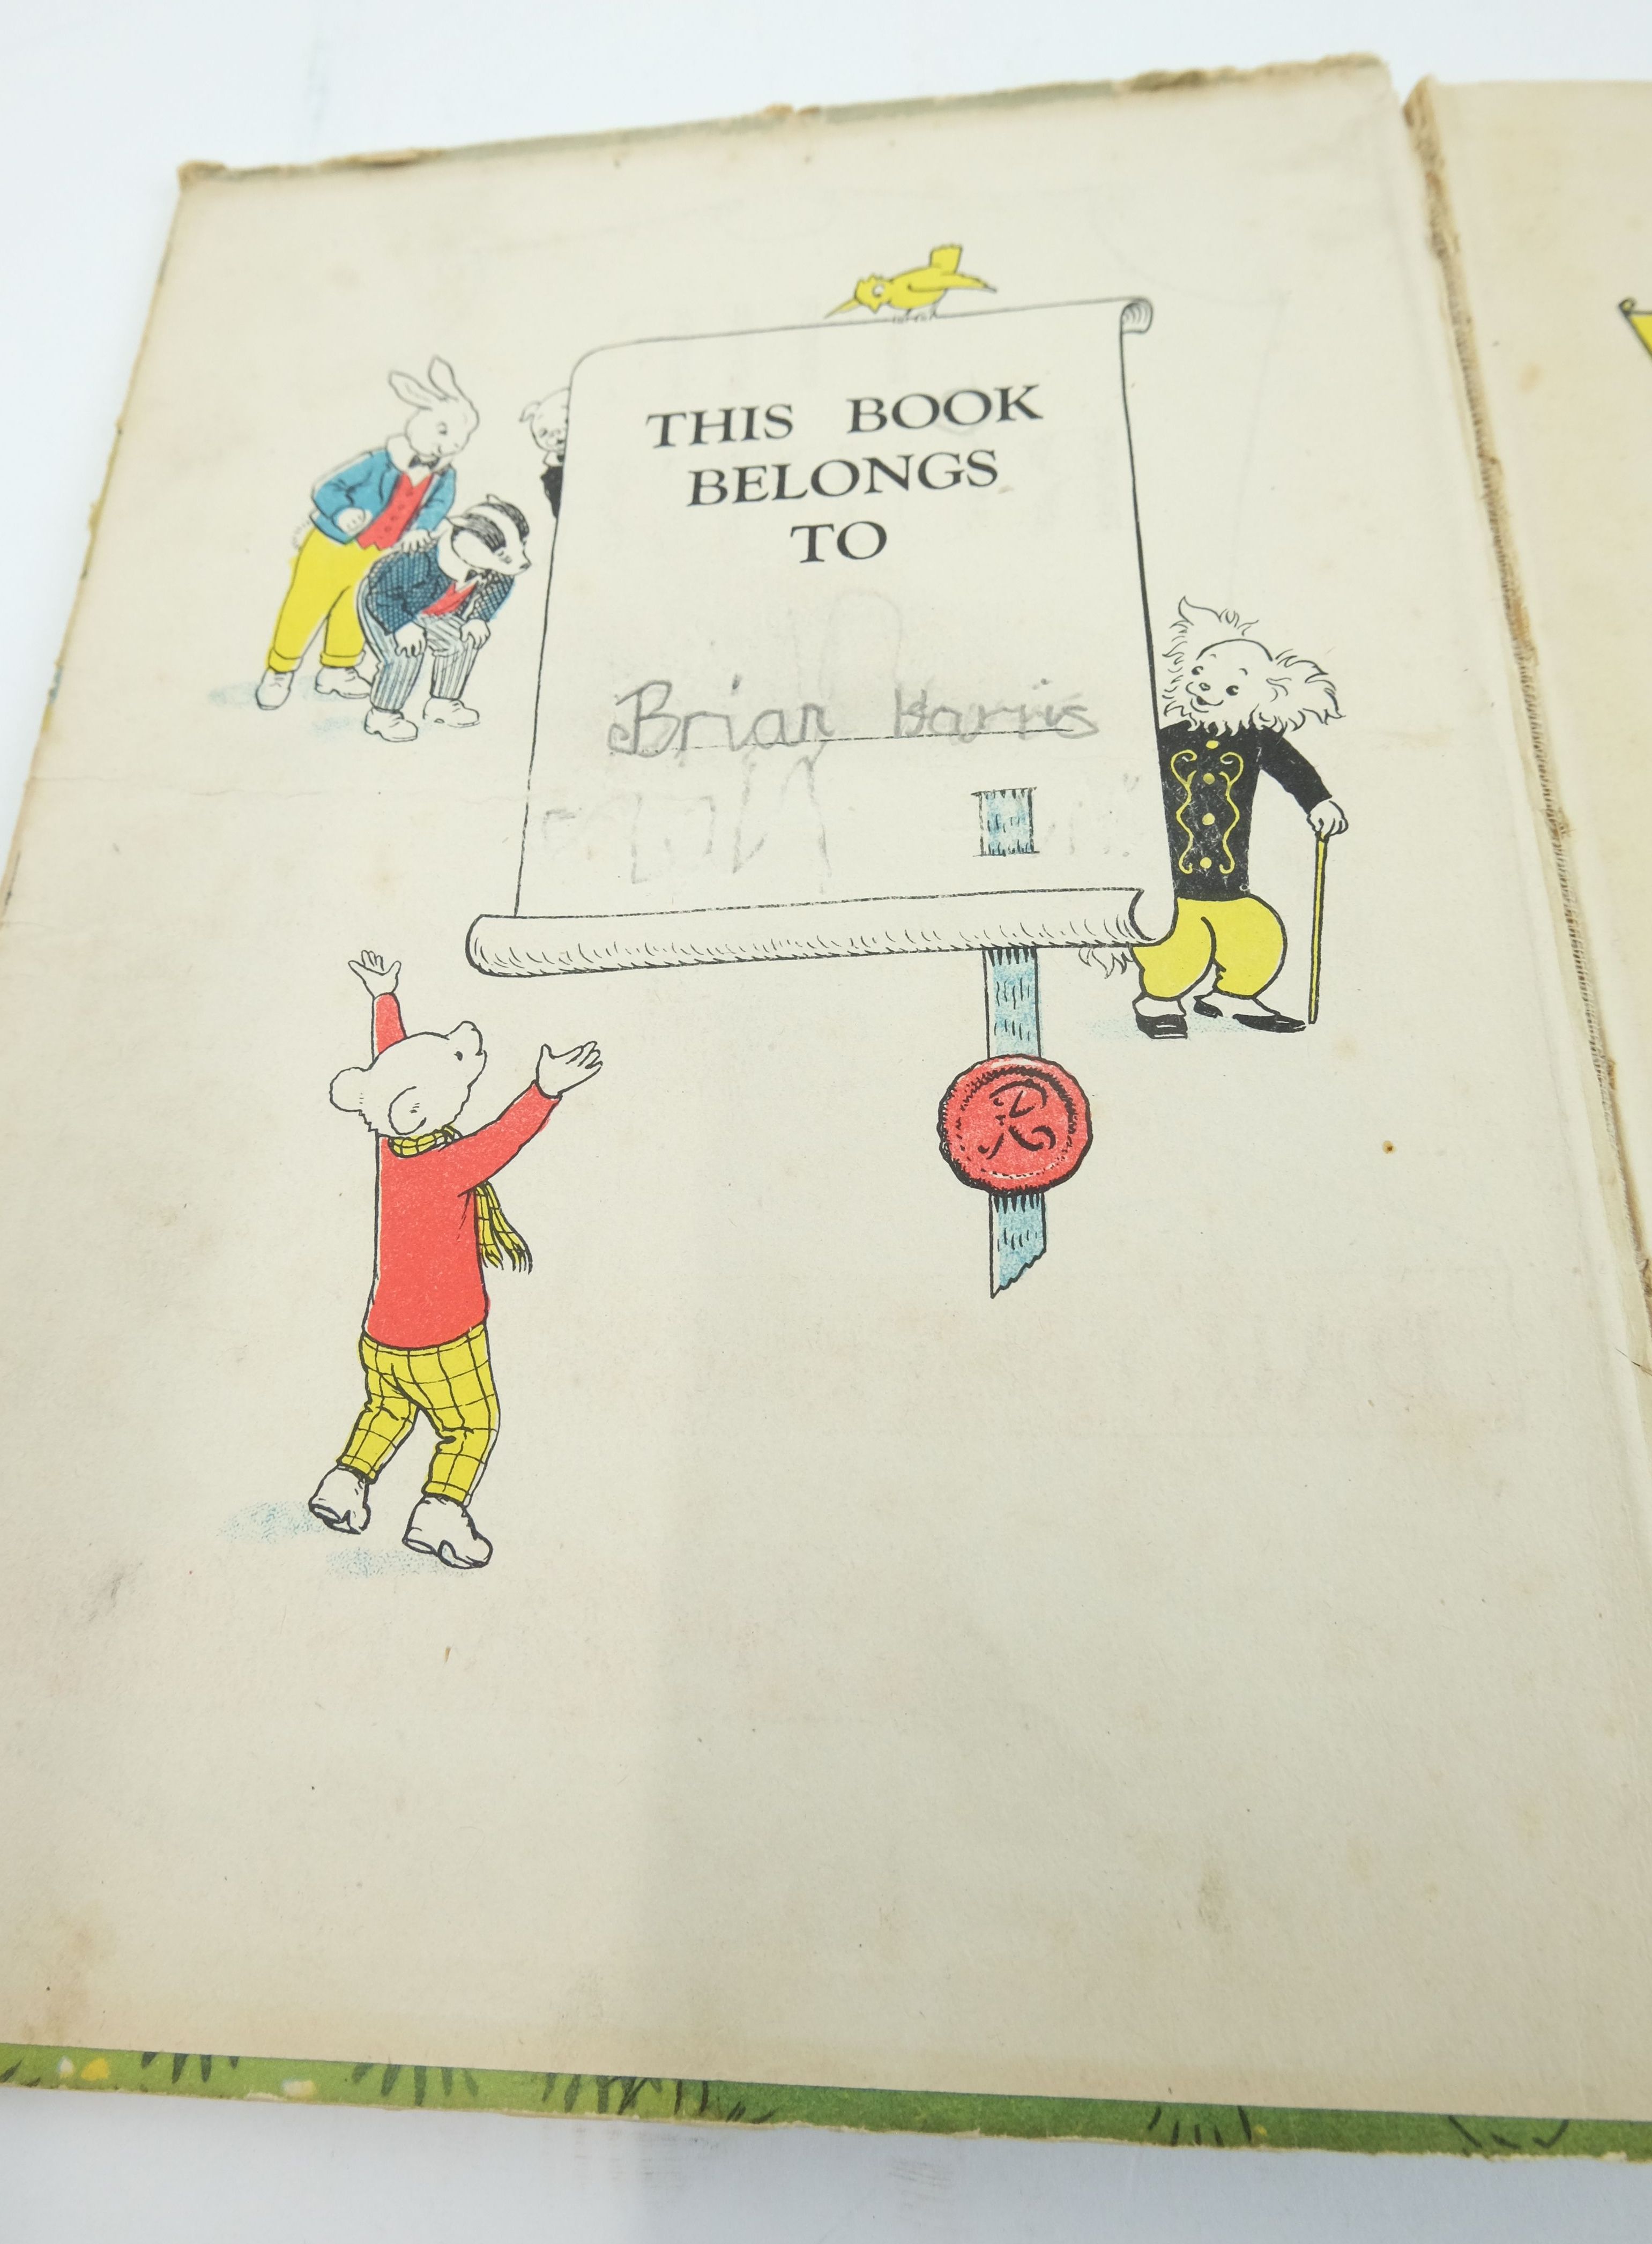 THIS BOOK
BELONGS
TO
Brian Harris
R